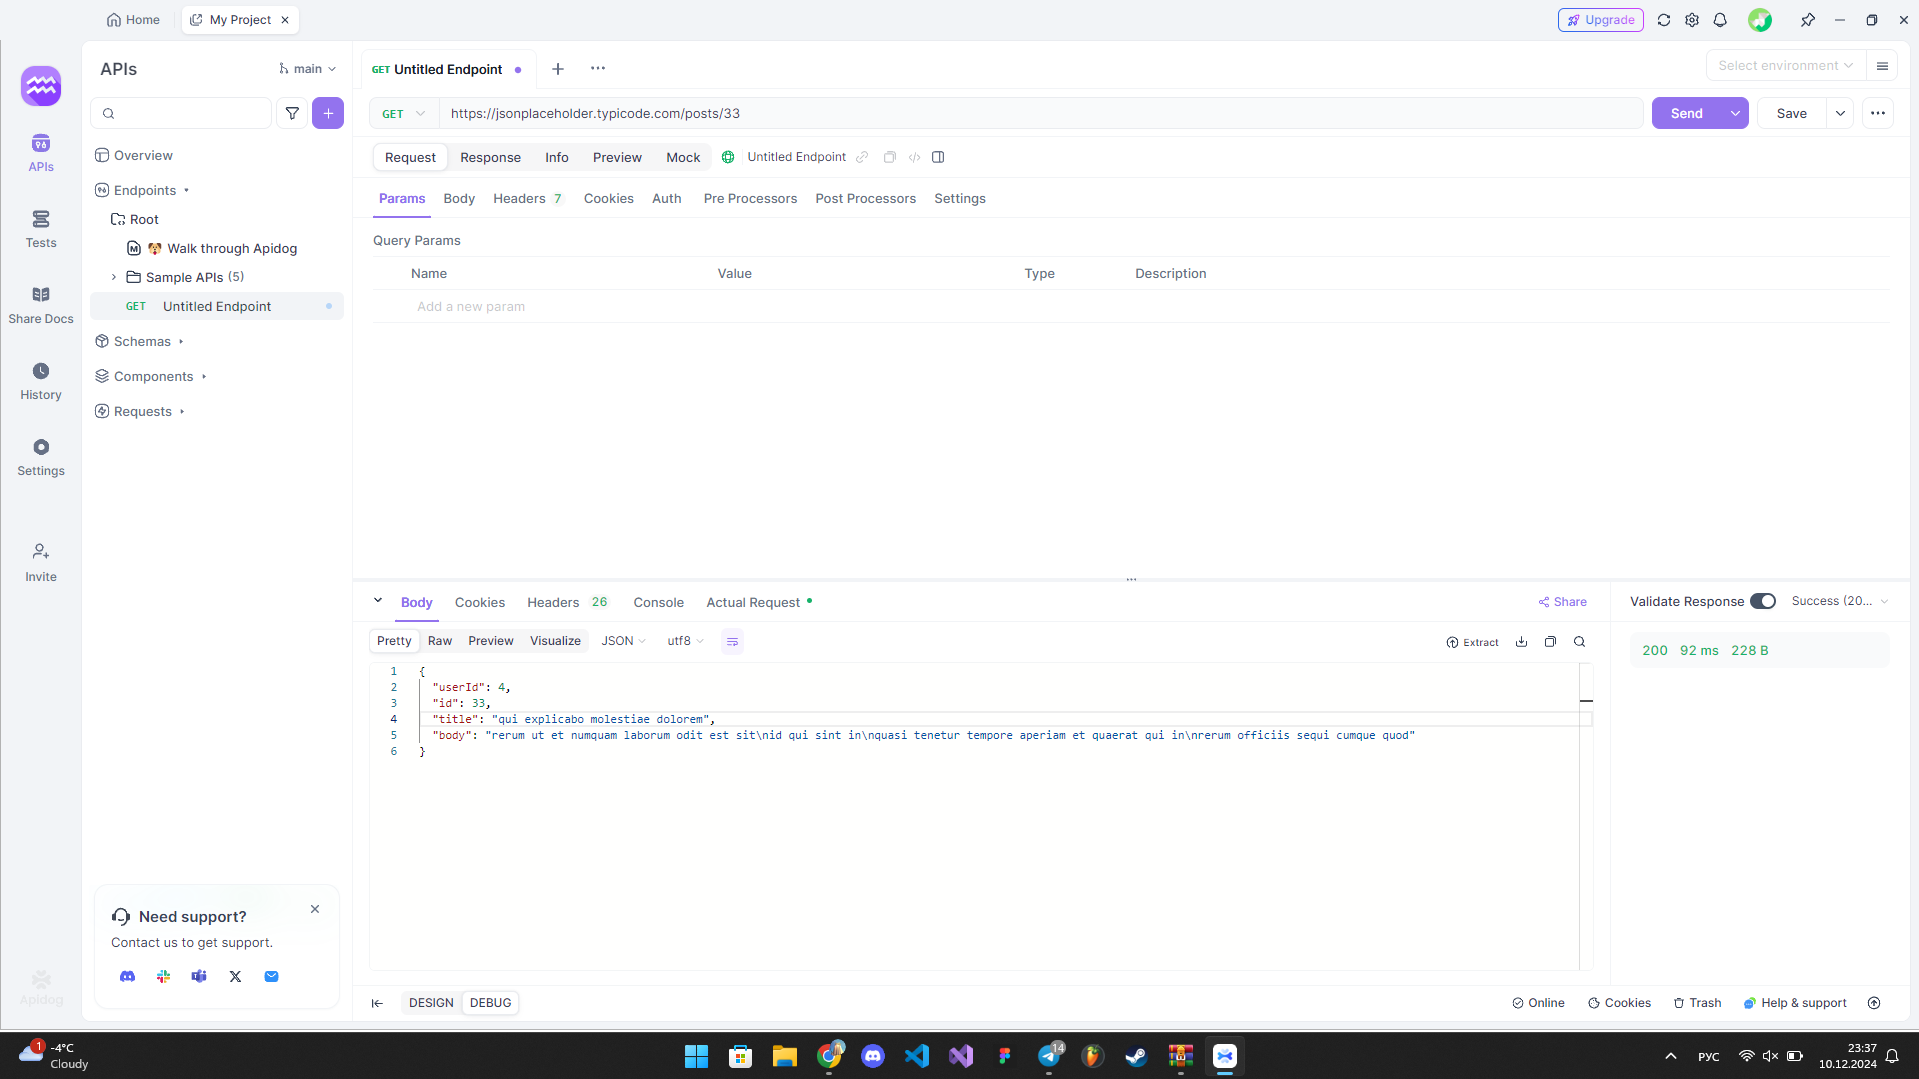 Home
My Project
Upgrade
APIs
main
GET Untitled Endpoint
Select environment
GET
https://jsonplaceholder.typicode.com/posts/33
Send
Save
APIs
Tests
Share Docs
History
Settings
Invite
Apidog
Overview
Endpoints
Root
Walk through Apidog
Sample APIs (5)
GET Untitled Endpoint
Schemas
Components
Requests
Request
Response
Info
Preview
Mock
Untitled Endpoint
Params
Body
Headers 7
Cookies
Auth
Pre Processors
Post Processors
Settings
Query Params
Name
Value
Type
Description
Add a new param
Body
Cookies
Headers 26
Console
Actual Request
Share
Validate Response
Success (20...
Pretty
Raw
Preview
Visualize
JSON
utf8
Extract
200 92 ms 228 B
1 {
2 "userId": 4,
3 "id": 33,
4 "title": "qui explicabo molestiae dolorem",
5 "body": "rerum ut et numquam laborum odit est sit\nid qui sint in\nquasi tenetur tempore aperiam et quaerat qui in\nrerum officiis sequi cumque quod"
6 }
Need support?
Contact us to get support.
DESIGN
DEBUG
Online
Cookies
Trash
Help & support
1
-4°C
Cloudy
14
РУС
23:37
10.12.2024